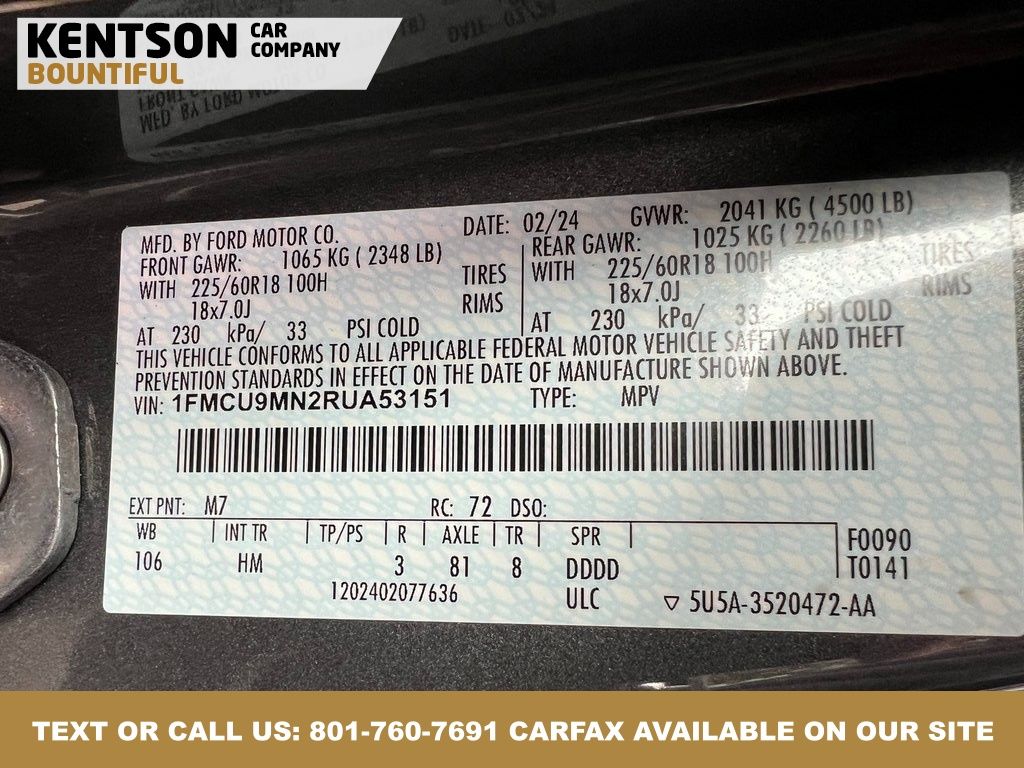 KENTSON CAR COMPANY
BOUNTIFUL
MFD. BY FORD MOTOR CO.
DATE: 02/24
GVWR: 2041 KG ( 4500 LB)
FRONT GAWR: 1065 KG ( 2348 LB)
WITH 225/60R18 100H TIRES
18x7.0J RIMS
AT 230 kPa/ 33 PSI COLD
REAR GAWR: 1025 KG ( 2260 LB)
WITH 225/60R18 100H TIRES
18x7.0J RIMS
AT 230 kPa/ 33 PSI COLD
THIS VEHICLE CONFORMS TO ALL APPLICABLE FEDERAL MOTOR VEHICLE SAFETY AND THEFT
PREVENTION STANDARDS IN EFFECT ON THE DATE OF MANUFACTURE SHOWN ABOVE.
VIN: 1FMCU9MN2RUA53151 TYPE: MPV
EXT PNT: M7 RC: 72 DSO:
WB | INT TR | TP/PS | R | AXLE | TR | SPR |
106 HM 3 81 8 DDDD
F0090
T0141
1202402077636 ULC ▽ 5U5A-3520472-AA
TEXT OR CALL US: 801-760-7691 CARFAX AVAILABLE ON OUR SITE